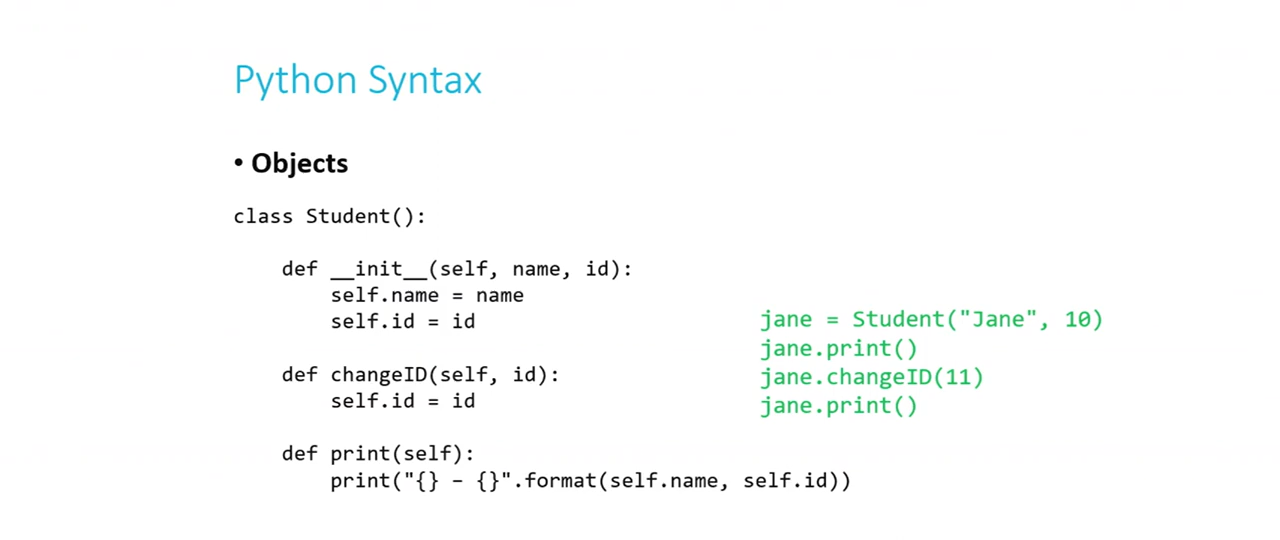 Python Syntax
• Objects
class Student():
    def __init__(self, name, id):
        self.name = name
        self.id = id
    def changeID(self, id):
        self.id = id
    def print(self):
        print("{} – {}".format(self.name, self.id))
jane = Student("Jane", 10)
jane.print()
jane.changeID(11)
jane.print()